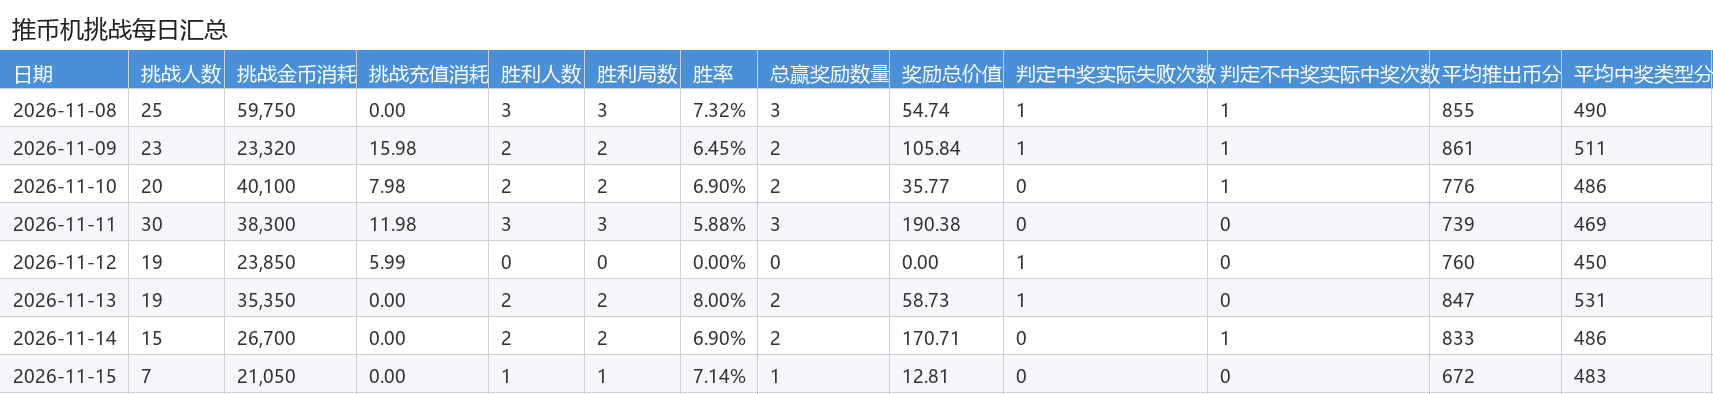 推币机挑战每日汇总
日期 挑战人数 挑战金币消耗 挑战充值消耗 胜利人数 胜利局数 胜率 总赢奖励数量 奖励总价值 判定中奖实际失败次数 判定不中奖实际中奖次数 平均推出币分 平均中奖类型分
2026-11-08 25 59,750 0.00 3 3 7.32% 3 54.74 1 1 855 490
2026-11-09 23 23,320 15.98 2 2 6.45% 2 105.84 1 1 861 511
2026-11-10 20 40,100 7.98 2 2 6.90% 2 35.77 0 1 776 486
2026-11-11 30 38,300 11.98 3 3 5.88% 3 190.38 0 0 739 469
2026-11-12 19 23,850 5.99 0 0 0.00% 0 0.00 1 0 760 450
2026-11-13 19 35,350 0.00 2 2 8.00% 2 58.73 1 0 847 531
2026-11-14 15 26,700 0.00 2 2 6.90% 2 170.71 0 1 833 486
2026-11-15 7 21,050 0.00 1 1 7.14% 1 12.81 0 0 672 483